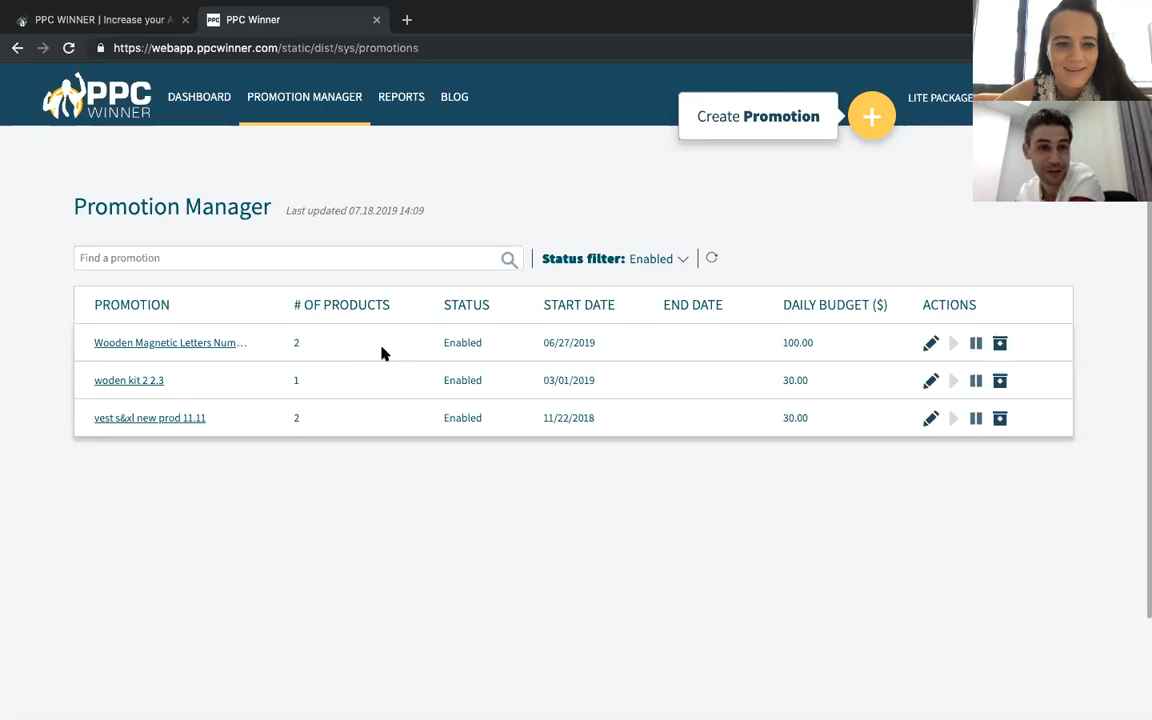 PPC WINNER | Increase your A
PPC PPC Winner
https://webapp.ppcwinner.com/static/dist/sys/promotions
PPC WINNER
DASHBOARD PROMOTION MANAGER REPORTS BLOG
Create Promotion
LITE PACKAGE
Promotion Manager Last updated 07.18.2019 14:09
Find a promotion Status filter: Enabled
PROMOTION # OF PRODUCTS STATUS START DATE END DATE DAILY BUDGET ($) ACTIONS
Wooden Magnetic Letters Num... 2 Enabled 06/27/2019 100.00
woden kit 2 2.3 1 Enabled 03/01/2019 30.00
vest s&xl new prod 11.11 2 Enabled 11/22/2018 30.00